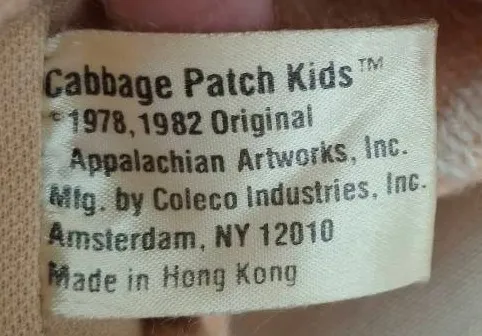 Cabbage Patch Kids™
©1978,1982 Original
Appalachian Artworks, Inc.
Mfg. by Coleco Industries, Inc.
Amsterdam, NY 12010
Made in Hong Kong